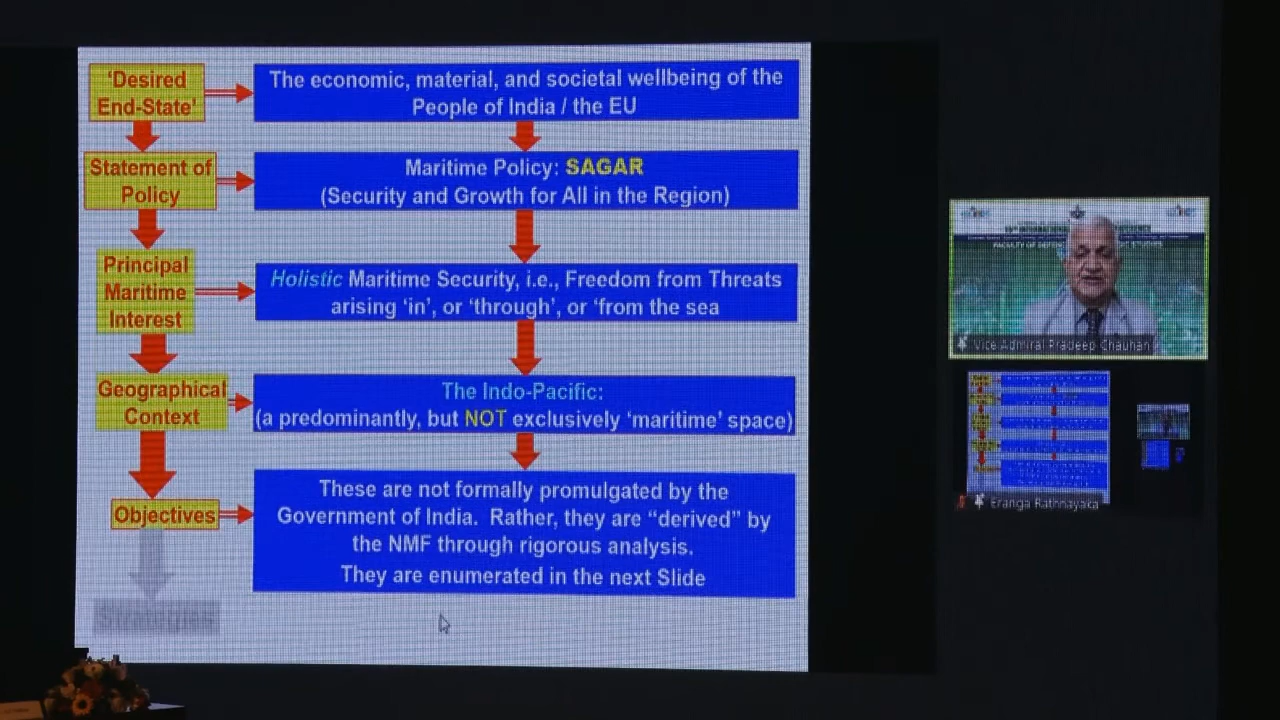 ‘Desired
End-State’
The economic, material, and societal wellbeing of the
People of India / the EU
Statement of
Policy
Maritime Policy: SAGAR
(Security and Growth for All in the Region)
Principal
Maritime
Interest
Holistic Maritime Security, i.e., Freedom from Threats
arising ‘in’, or ‘through’, or ‘from the sea
Geographical
Context
The Indo-Pacific:
(a predominantly, but NOT exclusively ‘maritime’ space)
Objectives
These are not formally promulgated by the
Government of India. Rather, they are “derived” by
the NMF through rigorous analysis.
They are enumerated in the next Slide
Strategies
FACULTY OF DEFENCE
Vice Admiral Pradeep Chauhan
Eranga Rathnayaka